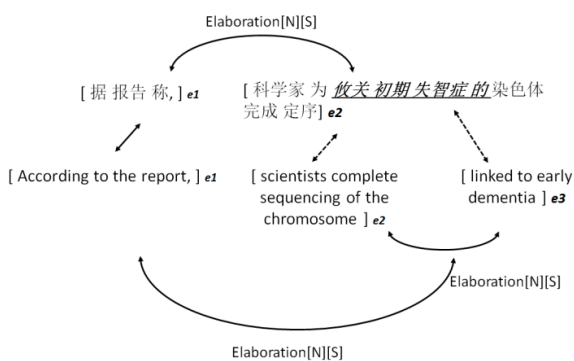 Elaboration[N][S]
[ 据 报告 称, ] e1
[ 科学家 为 攸关 初期 失智症 的 染色体
完成 定序] e2
[ According to the report, ] e1
[ scientists complete
sequencing of the
chromosome ] e2
[ linked to early
dementia ] e3
Elaboration[N][S]
Elaboration[N][S]